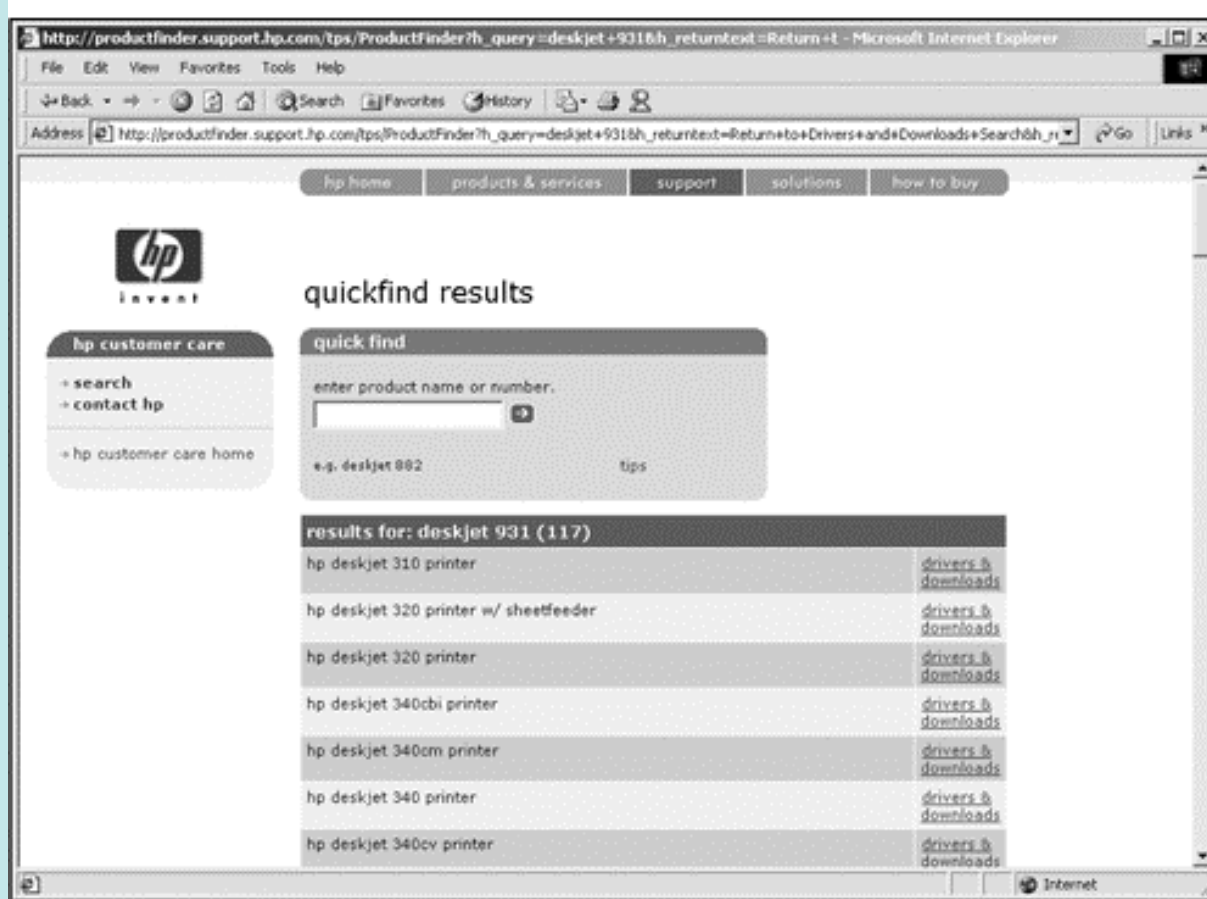 http://productfinder.support.hp.com/tps/ProductFinder?h_query=deskjet+931&h_returntext=Return+t - Microsoft Internet Explorer
File Edit View Favorites Tools Help
Back Search Favorites History
Address http://productfinder.support.hp.com/tps/ProductFinder?h_query=deskjet+931&h_returntext=Return+to+Drivers+and+Downloads+Search&h_r Go Links »
hp home products & services support solutions how to buy
hp
invent
quickfind results
hp customer care
search
contact hp
hp customer care home
quick find
enter product name or number.
e.g. deskjet 882 tips
results for: deskjet 931 (117)
hp deskjet 310 printer drivers &
downloads
hp deskjet 320 printer w/ sheetfeeder drivers &
downloads
hp deskjet 320 printer drivers &
downloads
hp deskjet 340cbi printer drivers &
downloads
hp deskjet 340cm printer drivers &
downloads
hp deskjet 340 printer drivers &
downloads
hp deskjet 340cv printer drivers &
downloads
Internet